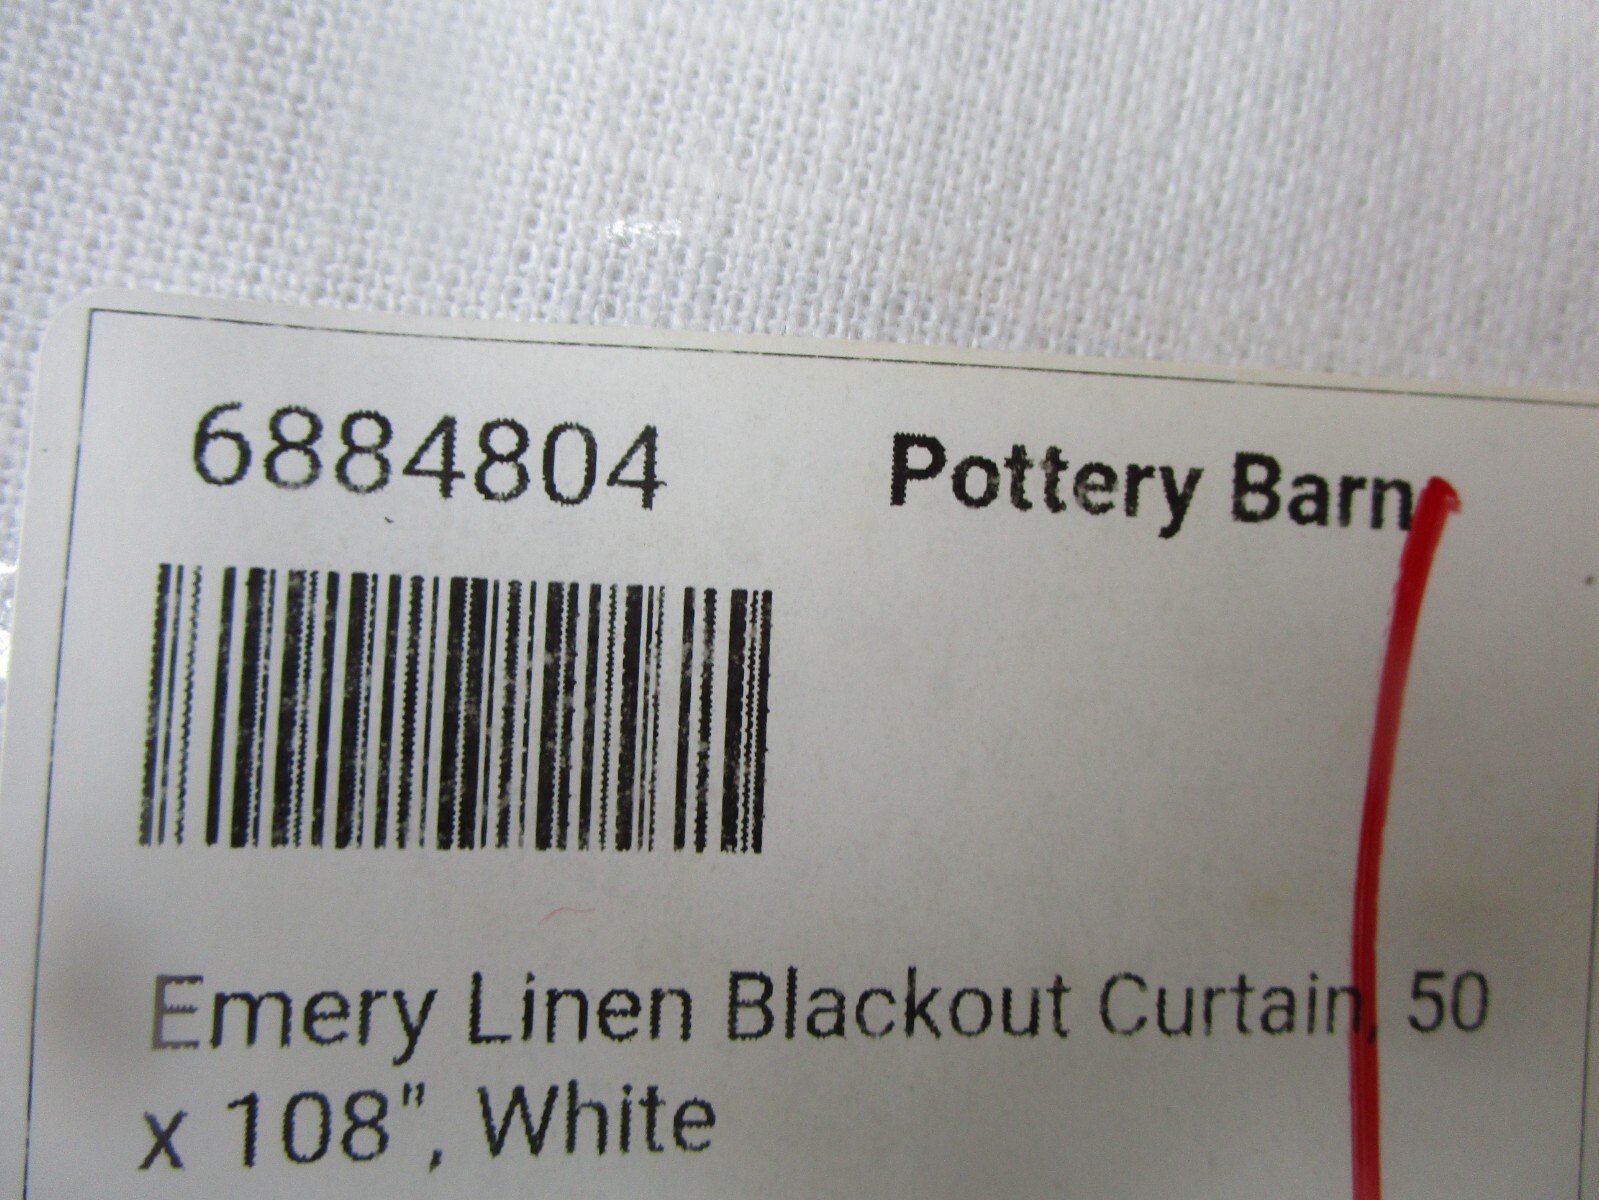 6884804 Pottery Barn
Emery Linen Blackout Curtain, 50
x 108", White